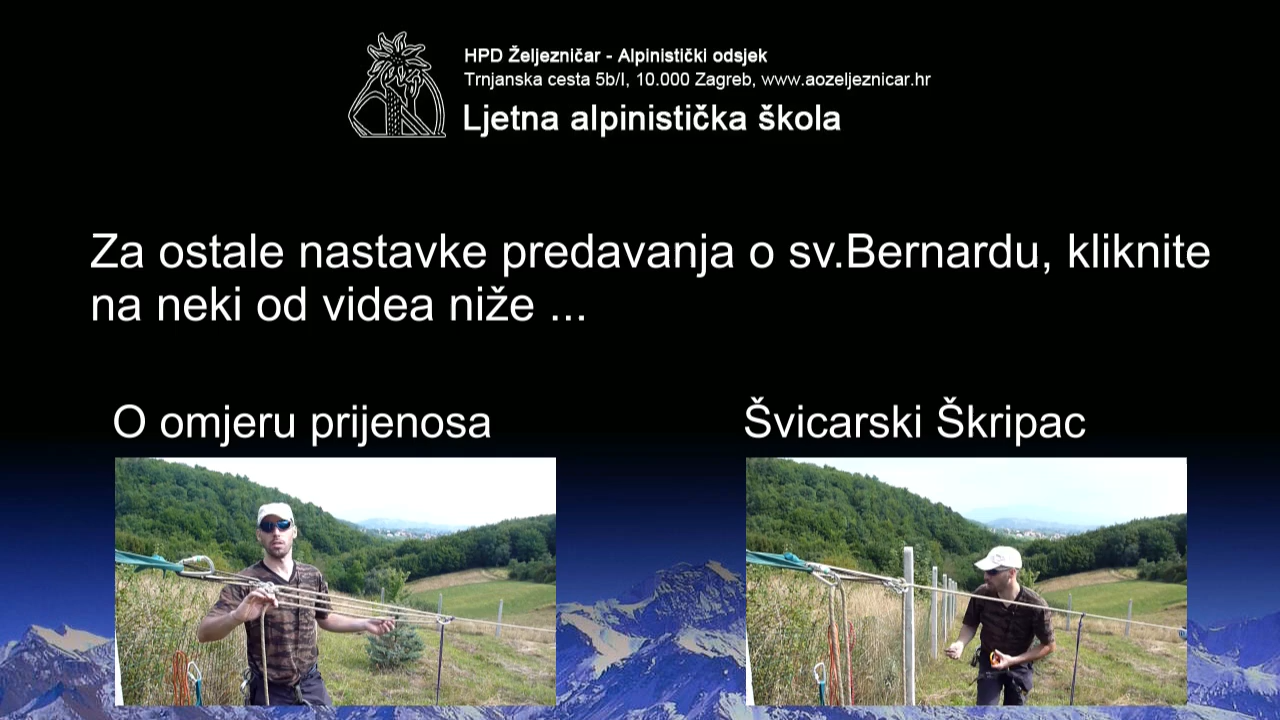 HPD Željezničar - Alpinistički odsjek
Trnjanska cesta 5b/I, 10.000 Zagreb, www.aozeljeznicar.hr
Ljetna alpinistička škola
Za ostale nastavke predavanja o sv.Bernardu, kliknite
na neki od videa niže ...
O omjeru prijenosa
Švicarski Škripac